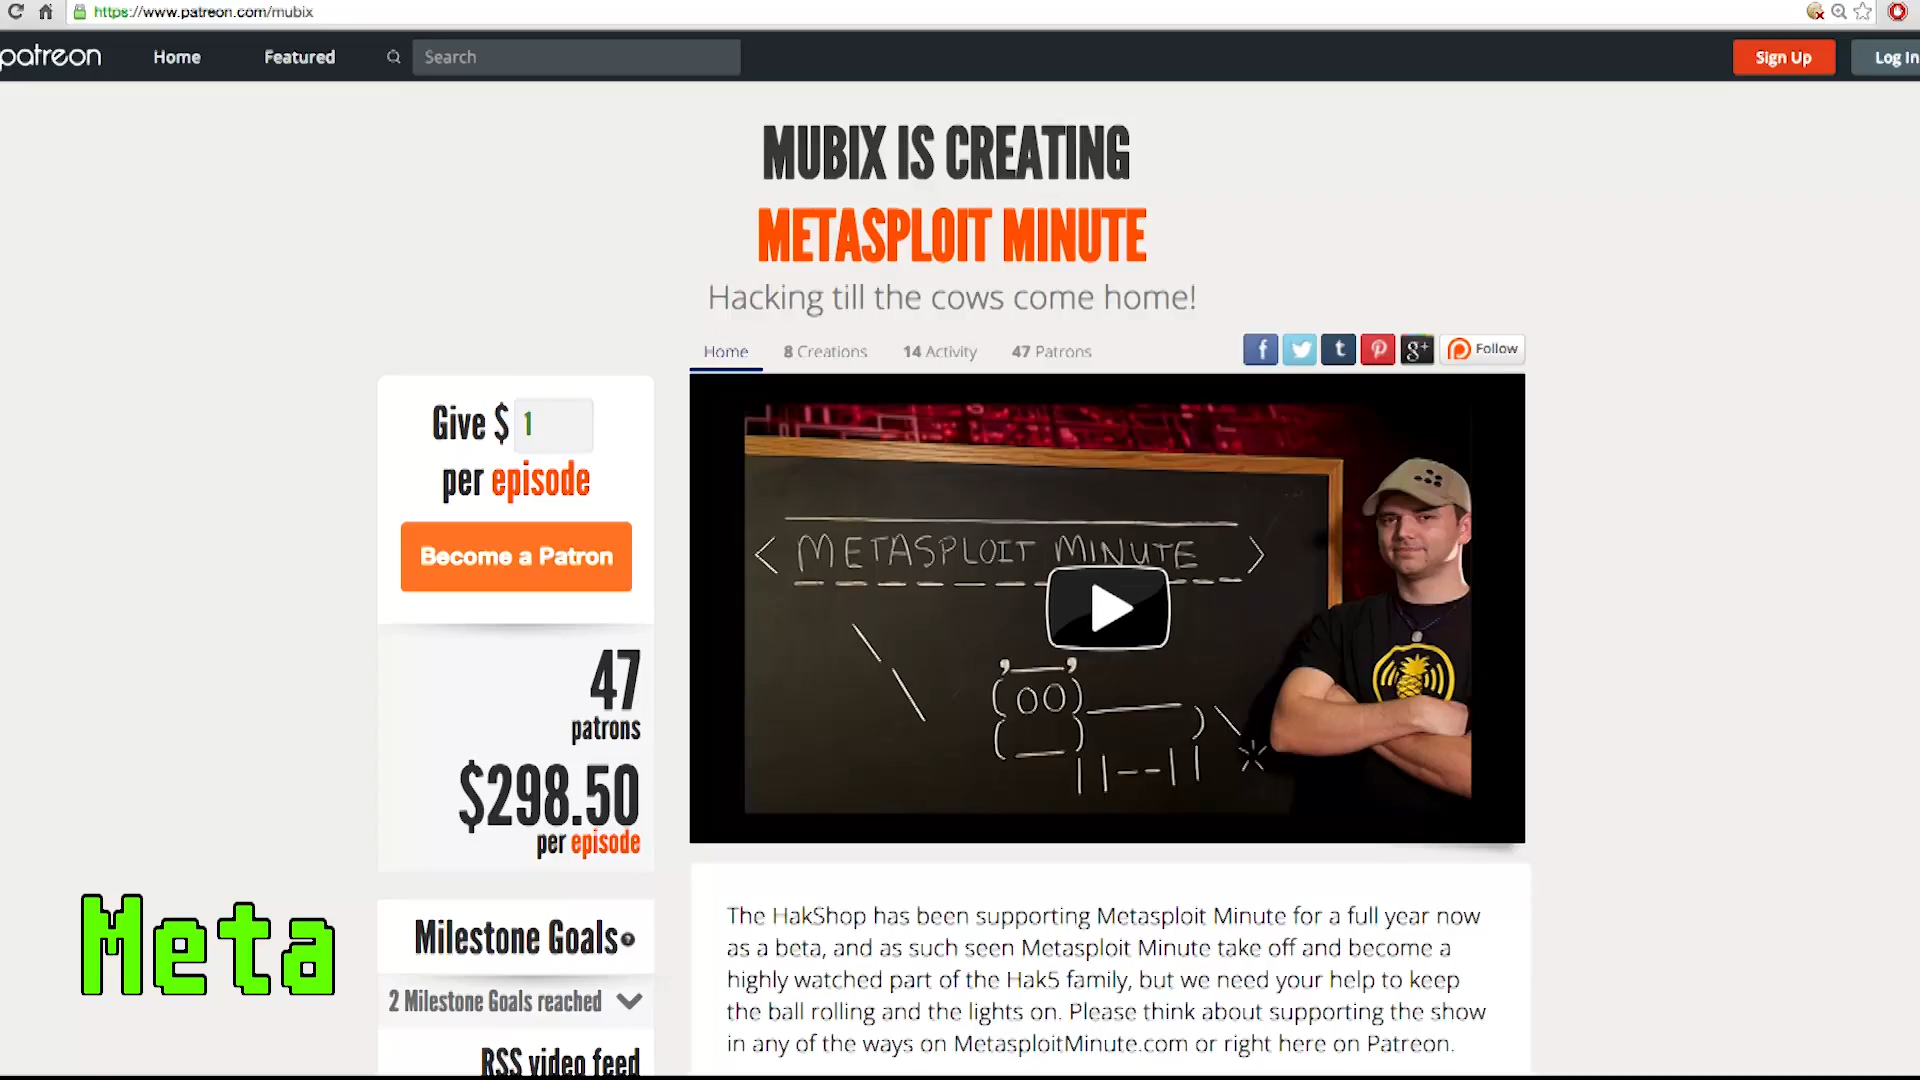 https://www.patreon.com/mubix
patreon
Home
Featured
Search
Sign Up
Log In
MUBIX IS CREATING
METASPLOIT MINUTE
Hacking till the cows come home!
Home
8 Creations
14 Activity
47 Patrons
f
t
g+
Follow
Give $ 1
per episode
Become a Patron
47
patrons
$298.50
per episode
Milestone Goals
2 Milestone Goals reached
RSS video feed
< METASPLOIT MINUTE >
The HakShop has been supporting Metasploit Minute for a full year now
as a beta, and as such seen Metasploit Minute take off and become a
highly watched part of the Hak5 family, but we need your help to keep
the ball rolling and the lights on. Please think about supporting the show
in any of the ways on MetasploitMinute.com or right here on Patreon.
Meta